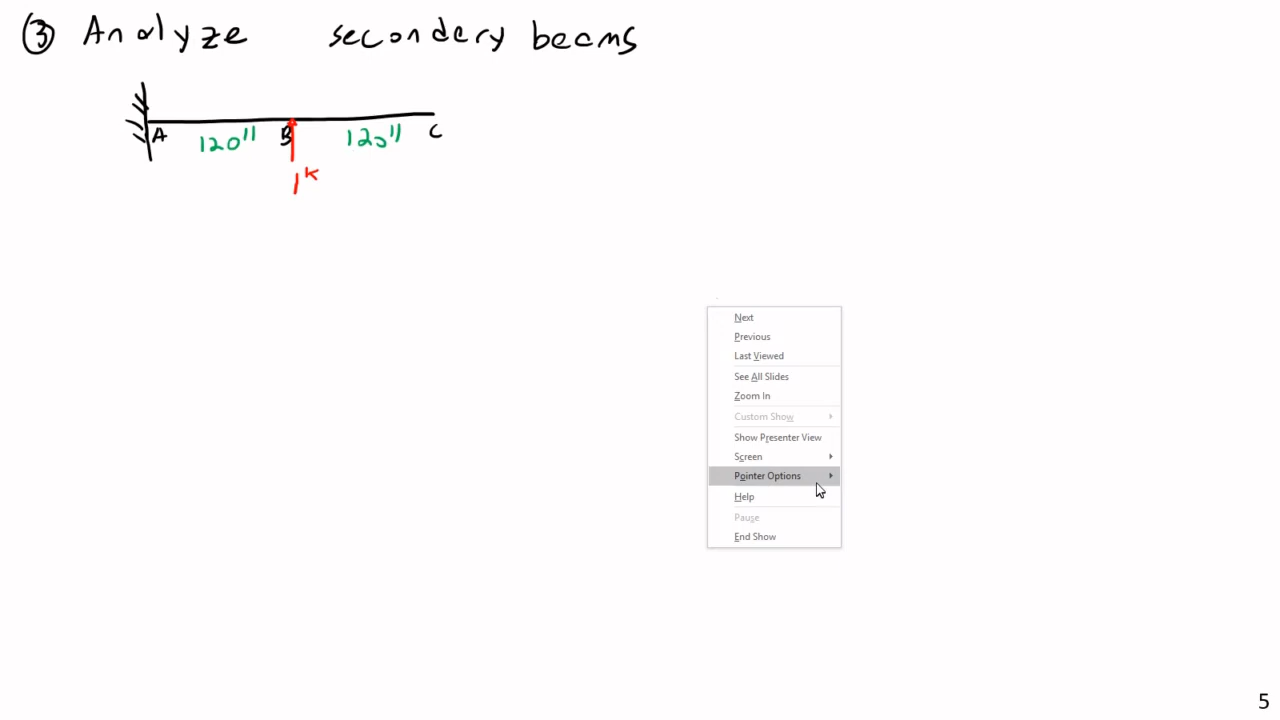 ③ Analyze secondary beams
A 120" B 120" C
1k
Next
Previous
Last Viewed
See All Slides
Zoom In
Custom Show
Show Presenter View
Screen
Pointer Options
Help
Pause
End Show
5